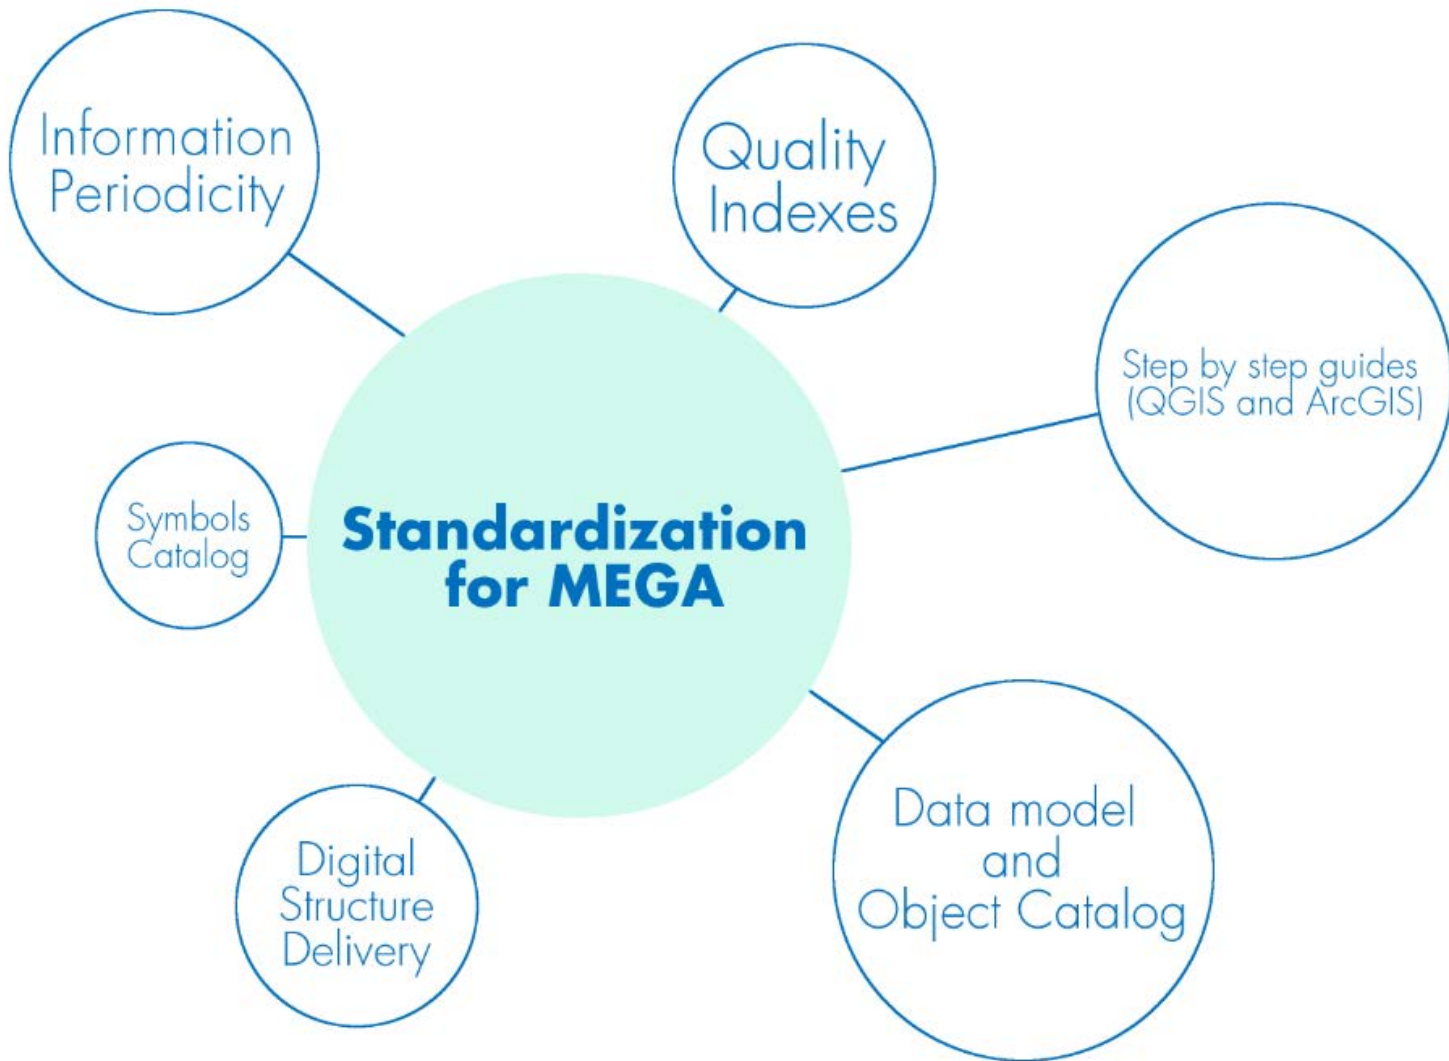 Information
Periodicity
Quality
Indexes
Step by step guides
(QGIS and ArcGIS)
Symbols
Catalog
Standardization
for MEGA
Data model
and
Object Catalog
Digital
Structure
Delivery